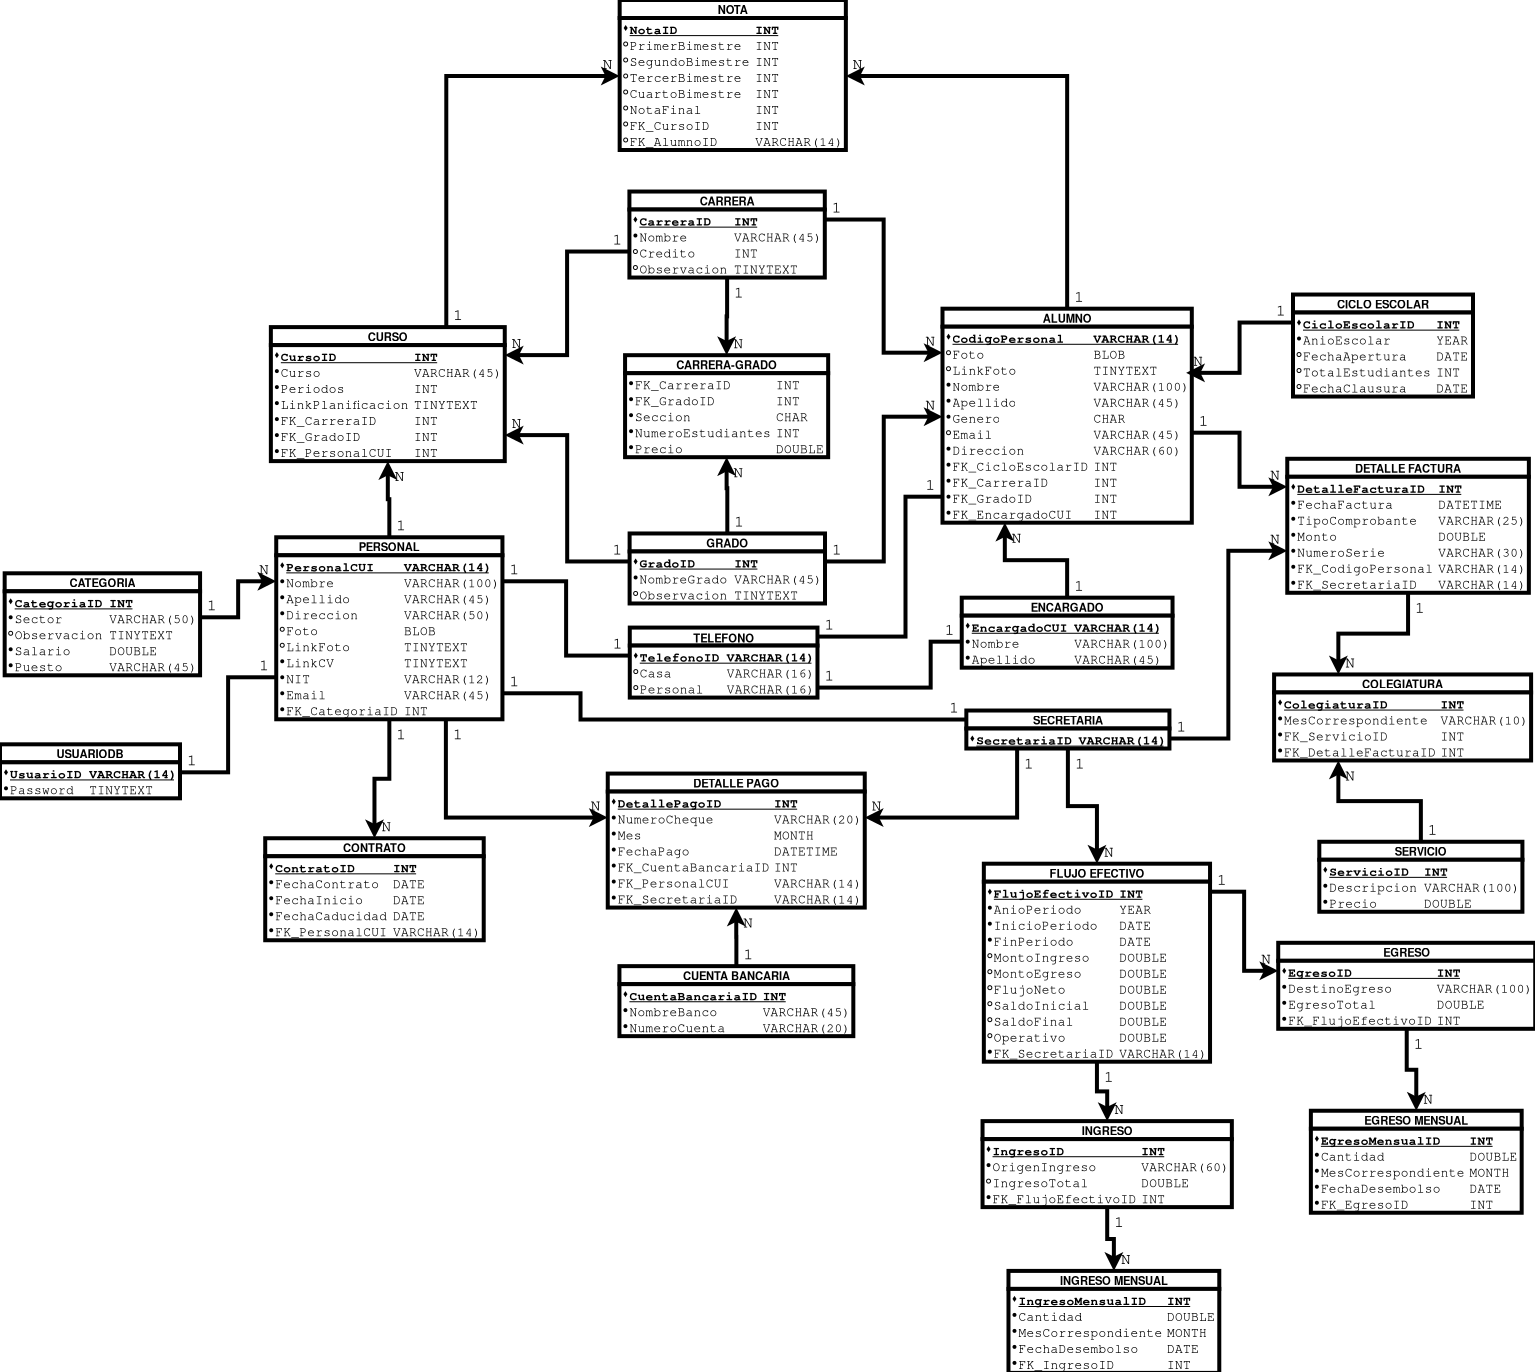 NOTA
NotaID INT
PrimerBimestre INT
SegundoBimestre INT
TercerBimestre INT
CuartoBimestre INT
NotaFinal INT
FK_CursoID INT
FK_AlumnoID VARCHAR(14)
N
N
1
1
CARRERA
CarreraID INT
Nombre VARCHAR(45)
Credito INT
Observacion TINYTEXT
1
1
1
N
N
CURSO
CursoID INT
Curso VARCHAR(45)
Periodos INT
LinkPlanificacion TINYTEXT
FK_CarreraID INT
FK_GradoID INT
FK_PersonalCUI INT
N
N
1
CARRERA-GRADO
FK_CarreraID INT
FK_GradoID INT
Seccion CHAR
NumeroEstudiantes INT
Precio DOUBLE
N
1
ALUMNO
CodigoPersonal VARCHAR(14)
Foto BLOB
LinkFoto TINYTEXT
Nombre VARCHAR(100)
Apellido VARCHAR(45)
Genero CHAR
Email VARCHAR(45)
Direccion VARCHAR(60)
FK_CicloEscolarID INT
FK_CarreraID INT
FK_GradoID INT
FK_EncargadoCUI INT
N
N
N
1
1
N
1
CICLO ESCOLAR
CicloEscolarID INT
AnioEscolar YEAR
FechaApertura DATE
TotalEstudiantes INT
FechaClausura DATE
1
DETALLE FACTURA
DetalleFacturaID INT
FechaFactura DATETIME
TipoComprobante VARCHAR(25)
Monto DOUBLE
NumeroSerie VARCHAR(30)
FK_CodigoPersonal VARCHAR(14)
FK_SecretariaID VARCHAR(14)
N
N
1
N
GRADO
GradoID INT
NombreGrado VARCHAR(45)
Observacion TINYTEXT
1
1
PERSONAL
PersonalCUI VARCHAR(14)
Nombre VARCHAR(100)
Apellido VARCHAR(45)
Direccion VARCHAR(50)
Foto BLOB
LinkFoto TINYTEXT
LinkCV TINYTEXT
NIT VARCHAR(12)
Email VARCHAR(45)
FK_CategoriaID INT
N
1
1
1
1
1
CATEGORIA
CategoriaID INT
Sector VARCHAR(50)
Observacion TINYTEXT
Salario DOUBLE
Puesto VARCHAR(45)
1
TELEFONO
TelefonoID VARCHAR(14)
Casa VARCHAR(16)
Personal VARCHAR(16)
1
1
1
ENCARGADO
EncargadoCUI VARCHAR(14)
Nombre VARCHAR(100)
Apellido VARCHAR(45)
1
COLEGIATURA
ColegiaturaID INT
MesCorrespondiente VARCHAR(10)
FK_ServicioID INT
FK_DetalleFacturaID INT
N
1
SECRETARIA
SecretariaID VARCHAR(14)
1
1
1
1
USUARIODB
UsuarioID VARCHAR(14)
Password TINYTEXT
1
DETALLE PAGO
DetallePagoID INT
NumeroCheque VARCHAR(20)
Mes MONTH
FechaPago DATETIME
FK_CuentaBancariaID INT
FK_PersonalCUI VARCHAR(14)
FK_SecretariaID VARCHAR(14)
N
N
N
1
CONTRATO
ContratoID INT
FechaContrato DATE
FechaInicio DATE
FechaCaducidad DATE
FK_PersonalCUI VARCHAR(14)
N
SERVICIO
ServicioID INT
Descripcion VARCHAR(100)
Precio DOUBLE
FLUJO EFECTIVO
FlujoEfectivoID INT
AnioPeriodo YEAR
InicioPeriodo DATE
FinPeriodo DATE
MontoIngreso DOUBLE
MontoEgreso DOUBLE
FlujoNeto DOUBLE
SaldoInicial DOUBLE
SaldoFinal DOUBLE
Operativo DOUBLE
FK_SecretariaID VARCHAR(14)
N
1
1
CUENTA BANCARIA
CuentaBancariaID INT
NombreBanco VARCHAR(45)
NumeroCuenta VARCHAR(20)
EGRESO
EgresoID INT
DestinoEgreso VARCHAR(100)
EgresoTotal DOUBLE
FK_FlujoEfectivoID INT
N
1
N
INGRESO
IngresoID INT
OrigenIngreso VARCHAR(60)
IngresoTotal DOUBLE
FK_FlujoEfectivoID INT
N
1
N
EGRESO MENSUAL
EgresoMensualID INT
Cantidad DOUBLE
MesCorrespondiente MONTH
FechaDesembolso DATE
FK_EgresoID INT
INGRESO MENSUAL
IngresoMensualID INT
Cantidad DOUBLE
MesCorrespondiente MONTH
FechaDesembolso DATE
FK_IngresoID INT